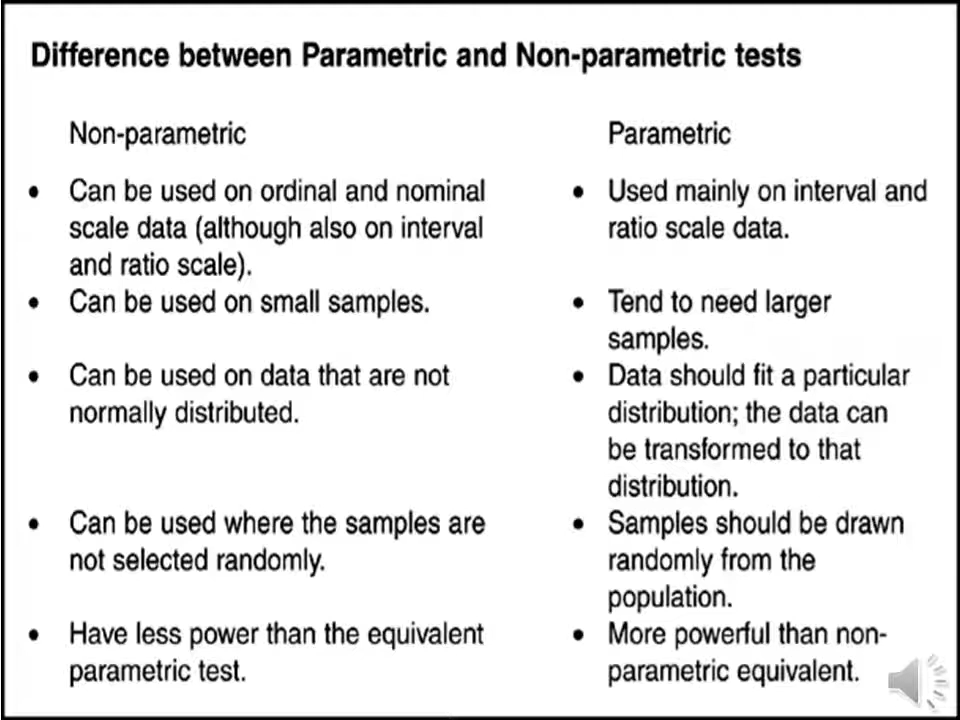 Difference between Parametric and Non-parametric tests
Non-parametric
• Can be used on ordinal and nominal
scale data (although also on interval
and ratio scale).
• Can be used on small samples.
• Can be used on data that are not
normally distributed.
• Can be used where the samples are
not selected randomly.
• Have less power than the equivalent
parametric test.
Parametric
• Used mainly on interval and
ratio scale data.
• Tend to need larger
samples.
• Data should fit a particular
distribution; the data can
be transformed to that
distribution.
• Samples should be drawn
randomly from the
population.
• More powerful than non-
parametric equivalent.